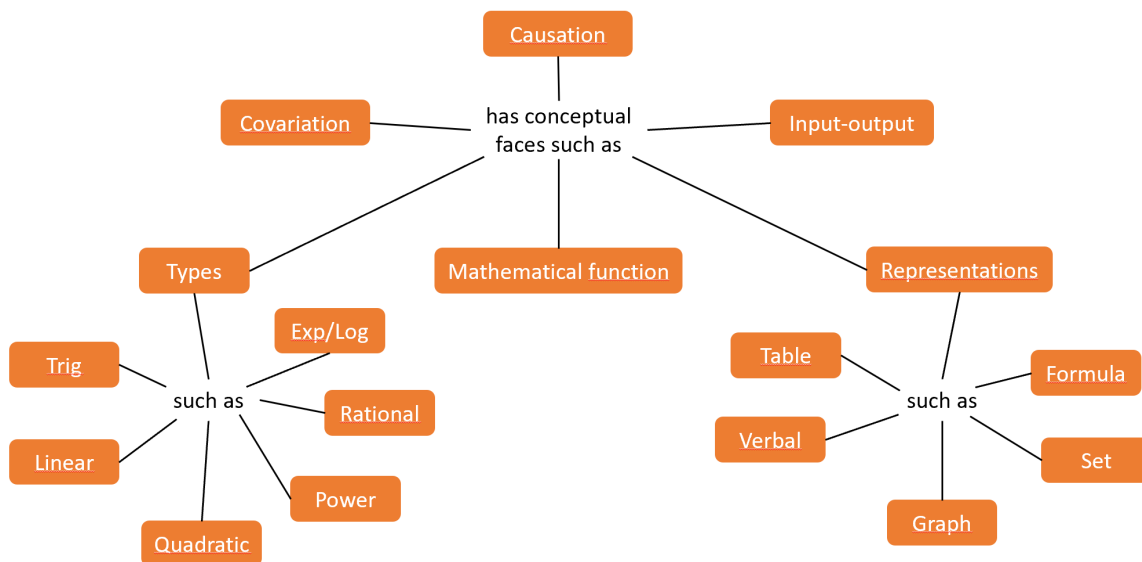 Causation
Covariation
has conceptual
faces such as
Input-output
Types
Mathematical function
Representations
Exp/Log
Trig
Table
Formula
such as
Rational
such as
Verbal
Linear
Set
Power
Graph
Quadratic